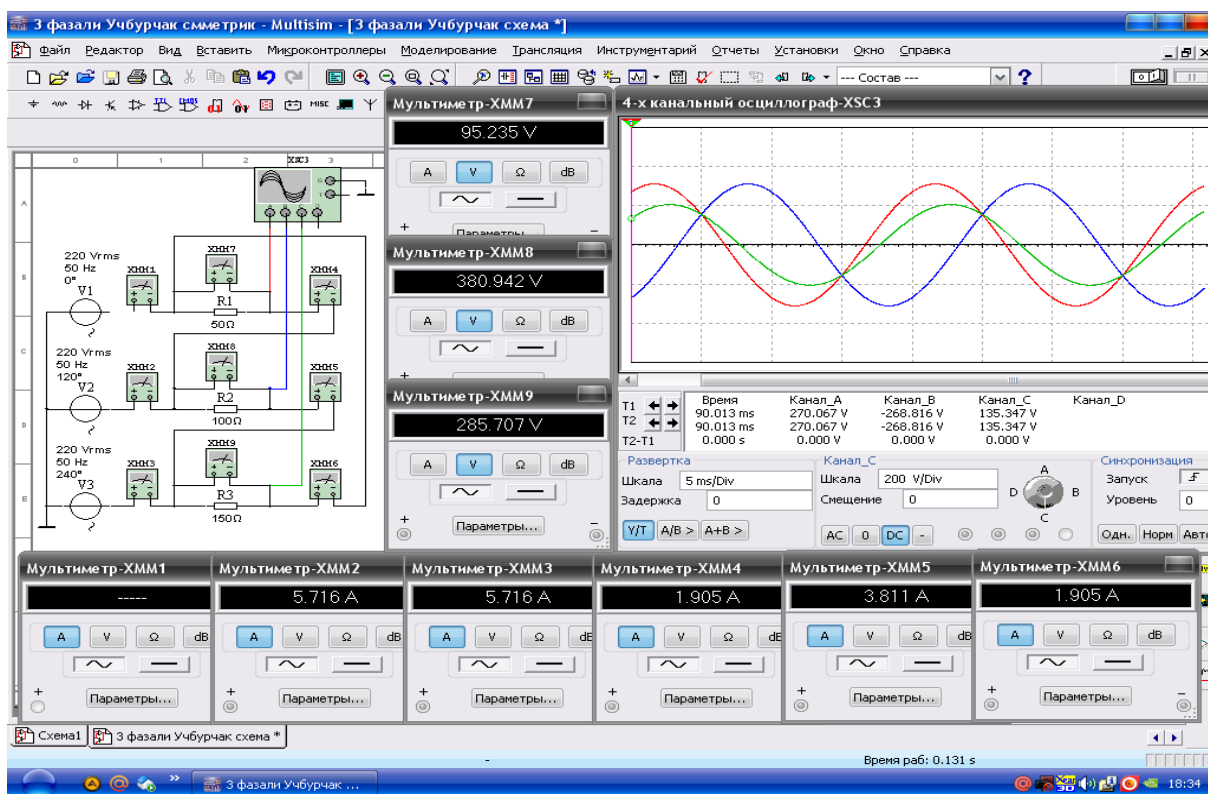 3 фазали Учбурчак смметрик - Multisim - [3 фазали Учбурчак схема *]
Файл Редактор Вид Вставить Микроконтроллеры Моделирование Трансляция Инструментарий Отчеты Установки Окно Справка
--- Состав ---
MISC
Мультиметр-XMM7
95.235 V
A V Ω dB
+ Параметры... -
Мультиметр-XMM8
380.942 V
A V Ω dB
+
Мультиметр-XMM9
285.707 V
A V Ω dB
+ Параметры... -
4-х канальный осциллограф-XSC3
T1
T2
T2-T1
Время Канал_A Канал_B Канал_C Канал_D
90.013 ms 270.067 V -268.816 V 135.347 V
90.013 ms 270.067 V -268.816 V 135.347 V
0.000 s 0.000 V 0.000 V 0.000 V
Развертка
Шкала 5 ms/Div
Задержка 0
Y/T A/B > A+B >
Канал_C
Шкала 200 V/Div
Смещение 0
AC 0 DC -
A
D B
C
Синхронизация
Запуск
Уровень 0
Одн. Норм Авто
0 1 2 3
XSC3
A
B
C
D
E
220 Vrms
50 Hz
0°
V1
XMM1
XMM7
R1
50Ω
XMM4
220 Vrms
50 Hz
120°
V2
XMM2
XMM8
R2
100Ω
XMM5
220 Vrms
50 Hz
240°
V3
XMM3
XMM9
R3
150Ω
XMM6
Мультиметр-XMM1
-----
A V Ω dB
+ Параметры...
Мультиметр-XMM2
5.716 A
A V Ω dB
+ Параметры...
Мультиметр-XMM3
5.716 A
A V Ω dB
+ Параметры...
Мультиметр-XMM4
1.905 A
A V Ω dB
+ Параметры...
Мультиметр-XMM5
3.811 A
A V Ω dB
+ Параметры...
Мультиметр-XMM6
1.905 A
A V Ω dB
+ Параметры... -
Схема1 3 фазали Учбурчак схема *
- Время раб: 0.131 s
3 фазали Учбурчак ...
18:34